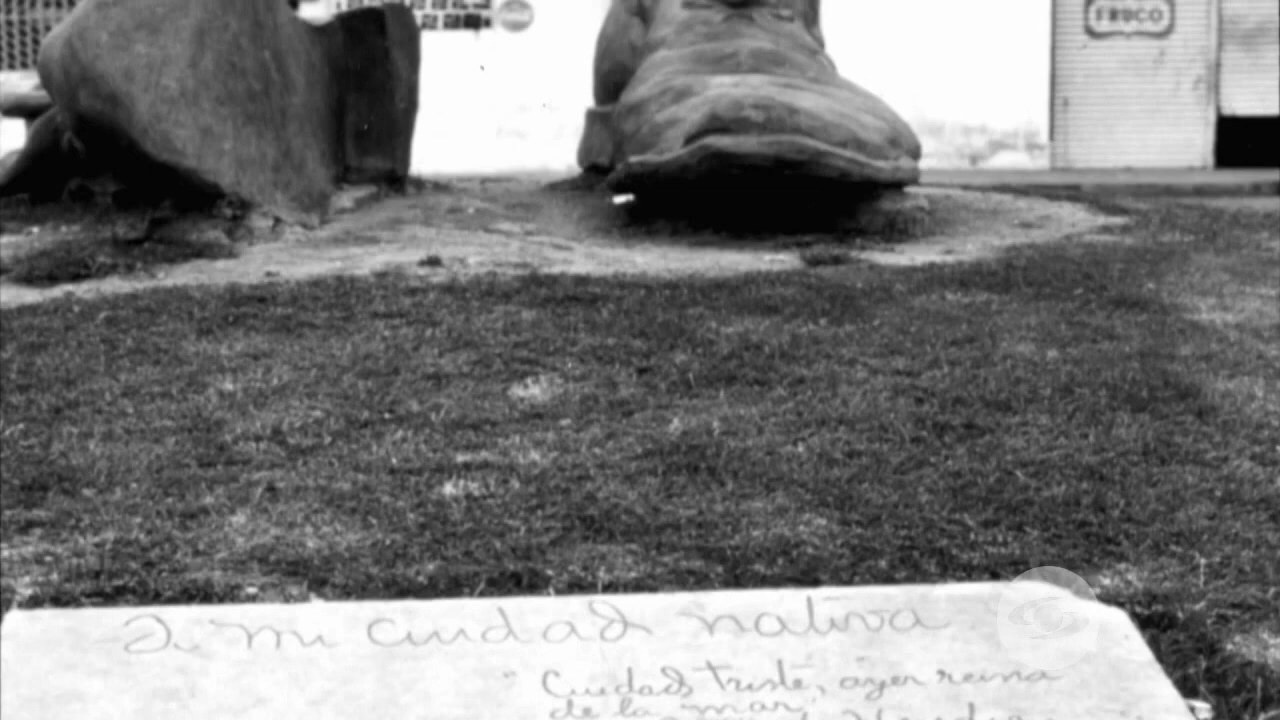 FRUCO
A mi ciudad nativa
"Ciudad triste, ayer reina
de la mar"